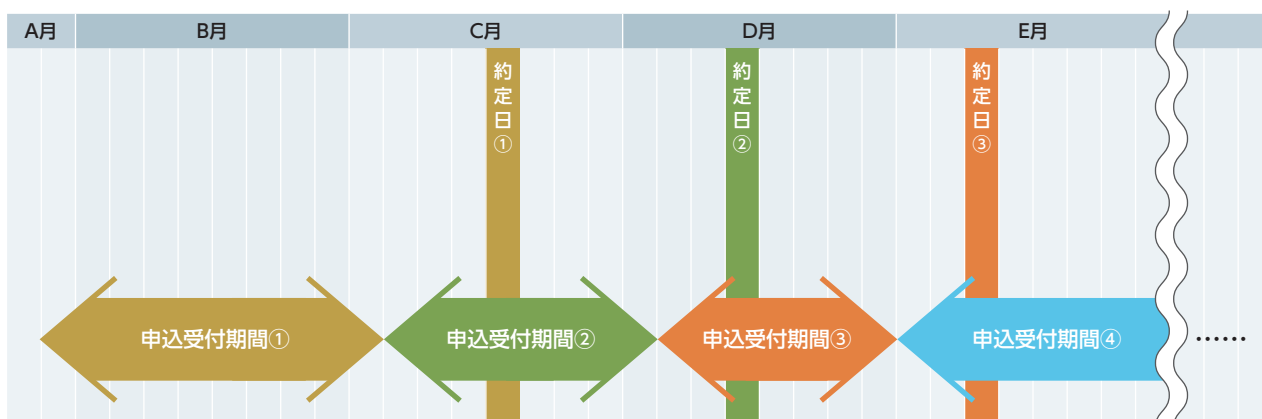 A月
B月
C月
D月
E月
約定日①
約定日②
約定日③
申込受付期間①
申込受付期間②
申込受付期間③
申込受付期間④
……